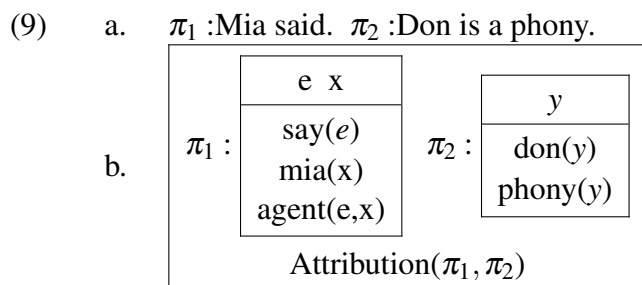 (9) a. π₁ :Mia said. π₂ :Don is a phony.
b.
π₁ :
e x
say(e)
mia(x)
agent(e,x)
π₂ :
y
don(y)
phony(y)
Attribution(π₁,π₂)